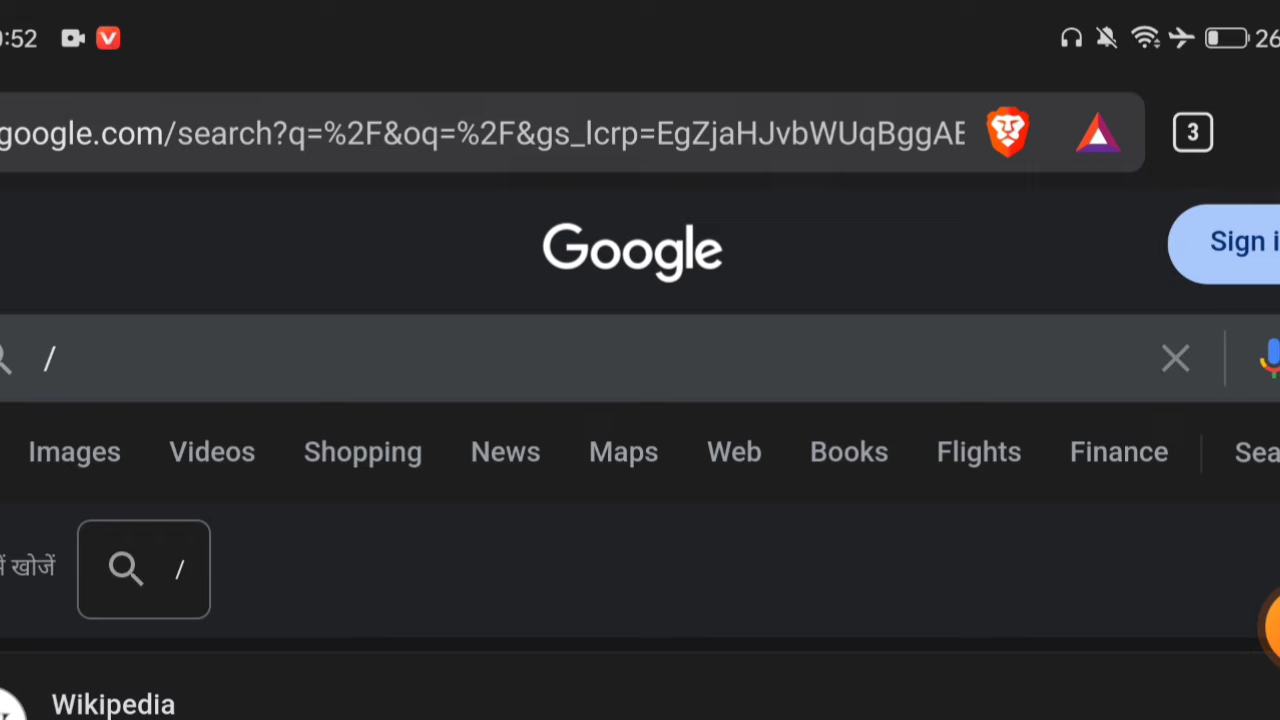 :52 26
google.com/search?q=%2F&oq=%2F&gs_lcrp=EgZjaHJvbWUqBggAE 3
Google
Sign i
/
Images Videos Shopping News Maps Web Books Flights Finance Sea
में खोजें /
Wikipedia